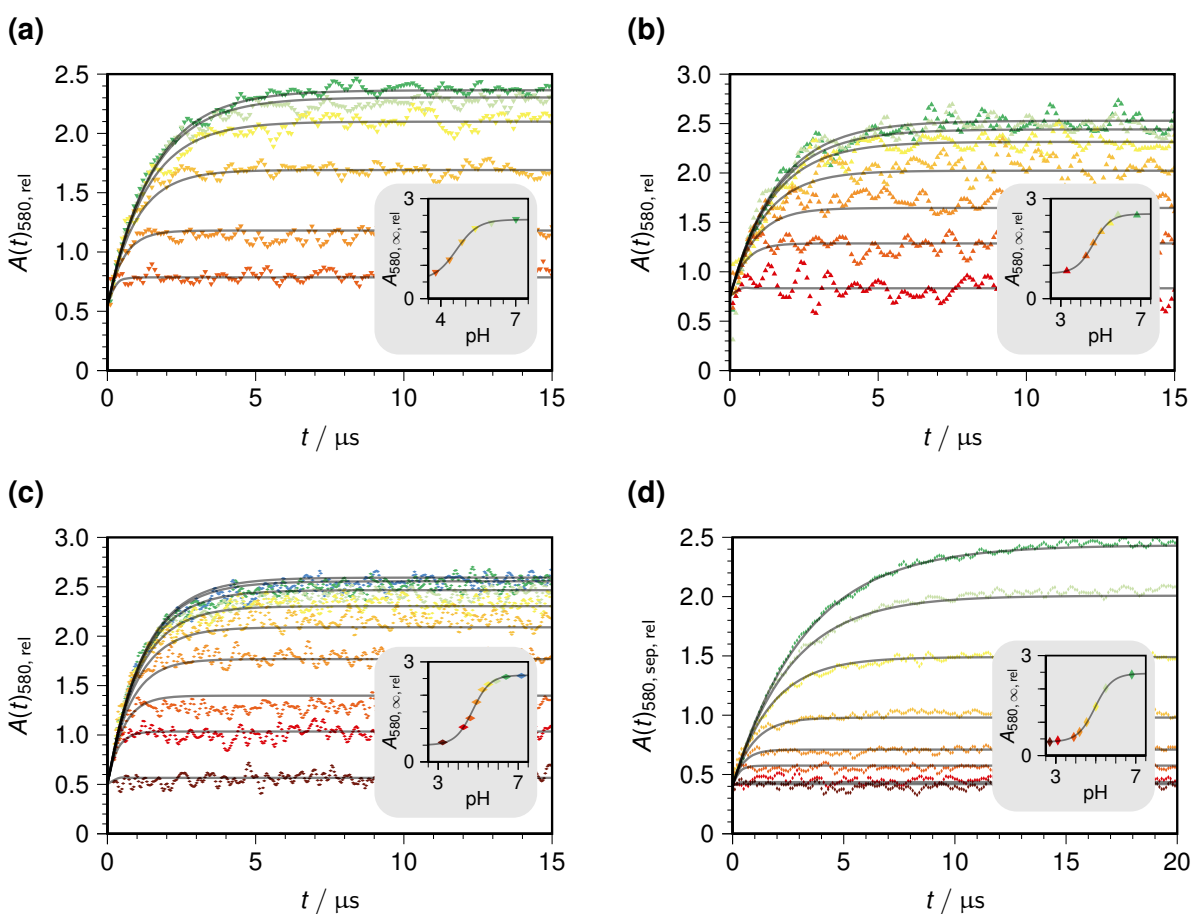 (a)
A(t)580, rel
2.5
2.0
1.5
1.0
0.5
0
0 5 10 15
t / μs
A580, ∞, rel
3
0
4 7
pH
(b)
A(t)580, rel
3.0
2.5
2.0
1.5
1.0
0.5
0
0 5 10 15
t / μs
A580, ∞, rel
3
0
3 7
pH
(c)
A(t)580, rel
3.0
2.5
2.0
1.5
1.0
0.5
0
0 5 10 15
t / μs
A580, ∞, rel
3
0
3 7
pH
(d)
A(t)580, sep, rel
2.5
2.0
1.5
1.0
0.5
0
0 5 10 15 20
t / μs
A580, ∞, rel
3
0
3 7
pH